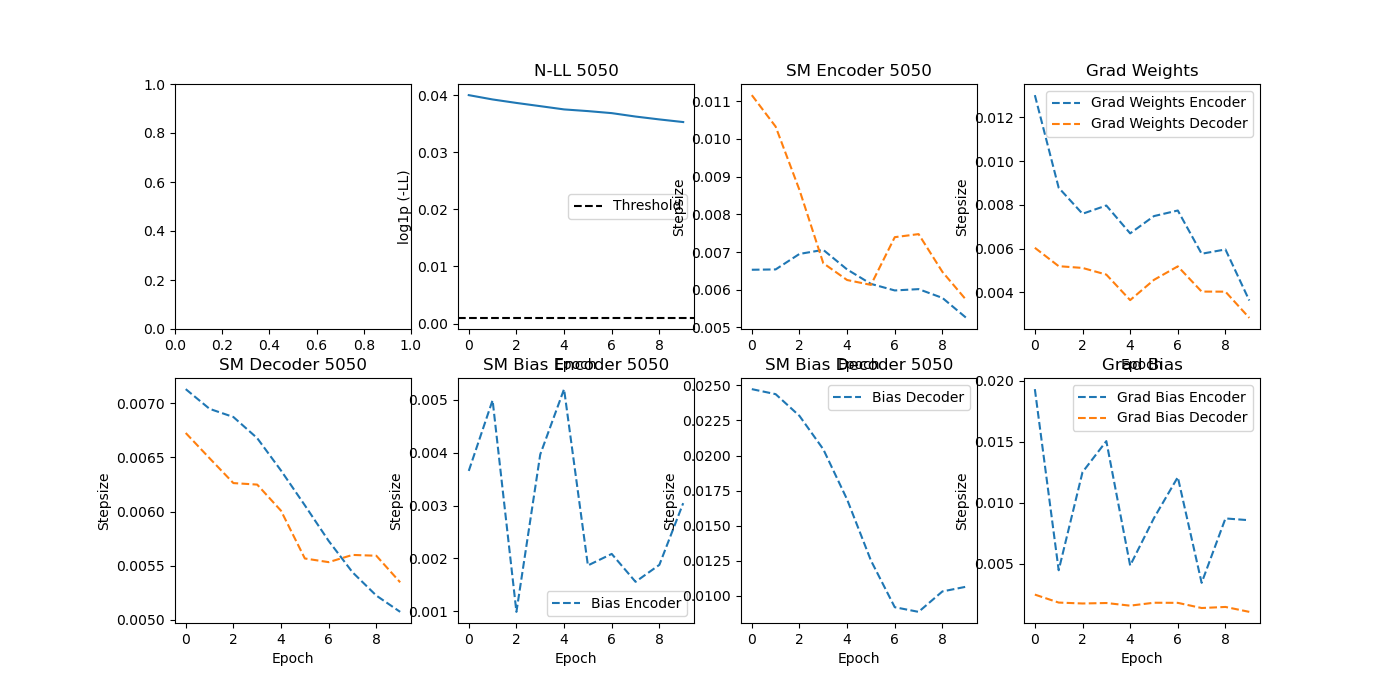 1.0
0.8
0.6
0.4
0.2
0.0
0.0 0.2 0.4 0.6 0.8 1.0
N-LL 5050
log1p (-LL)
0.04
0.03
0.02
0.01
0.00
Threshold
0 2 4 6 8
Epoch
SM Encoder 5050
Stepsize
0.011
0.010
0.009
0.008
0.007
0.006
0.005
0 2 4 6 8
Epoch
Grad Weights
Stepsize
0.012
0.010
0.008
0.006
0.004
Grad Weights Encoder
Grad Weights Decoder
0 2 4 6 8
Epoch
SM Decoder 5050
Stepsize
0.0070
0.0065
0.0060
0.0055
0.0050
0 2 4 6 8
Epoch
SM Bias Encoder 5050
Stepsize
0.005
0.004
0.003
0.002
0.001
Bias Encoder
0 2 4 6 8
Epoch
SM Bias Decoder 5050
Stepsize
0.0250
0.0225
0.0200
0.0175
0.0150
0.0125
0.0100
Bias Decoder
0 2 4 6 8
Epoch
Grad Bias
Stepsize
0.020
0.015
0.010
0.005
Grad Bias Encoder
Grad Bias Decoder
0 2 4 6 8
Epoch